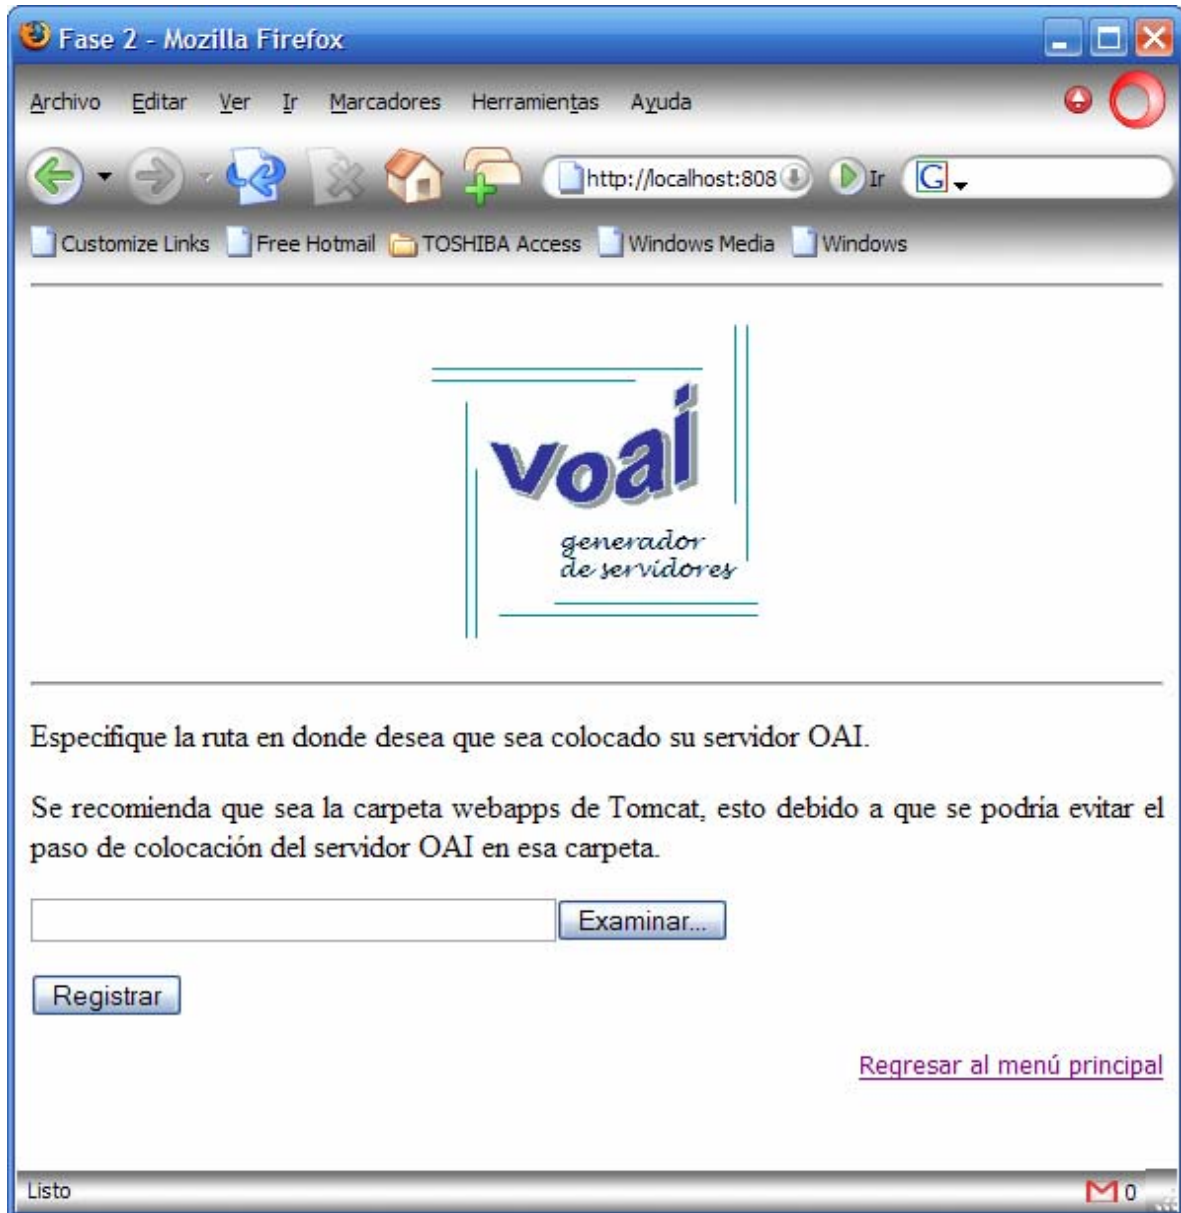 Fase 2 - Mozilla Firefox
Archivo Editar Ver Ir Marcadores Herramientas Ayuda
http://localhost:808 Ir G
Customize Links Free Hotmail TOSHIBA Access Windows Media Windows
voai
generador
de servidores
Especifique la ruta en donde desea que sea colocado su servidor OAI.
Se recomienda que sea la carpeta webapps de Tomcat, esto debido a que se podría evitar el
paso de colocación del servidor OAI en esa carpeta.
Examinar...
Registrar
Regresar al menú principal
Listo 0